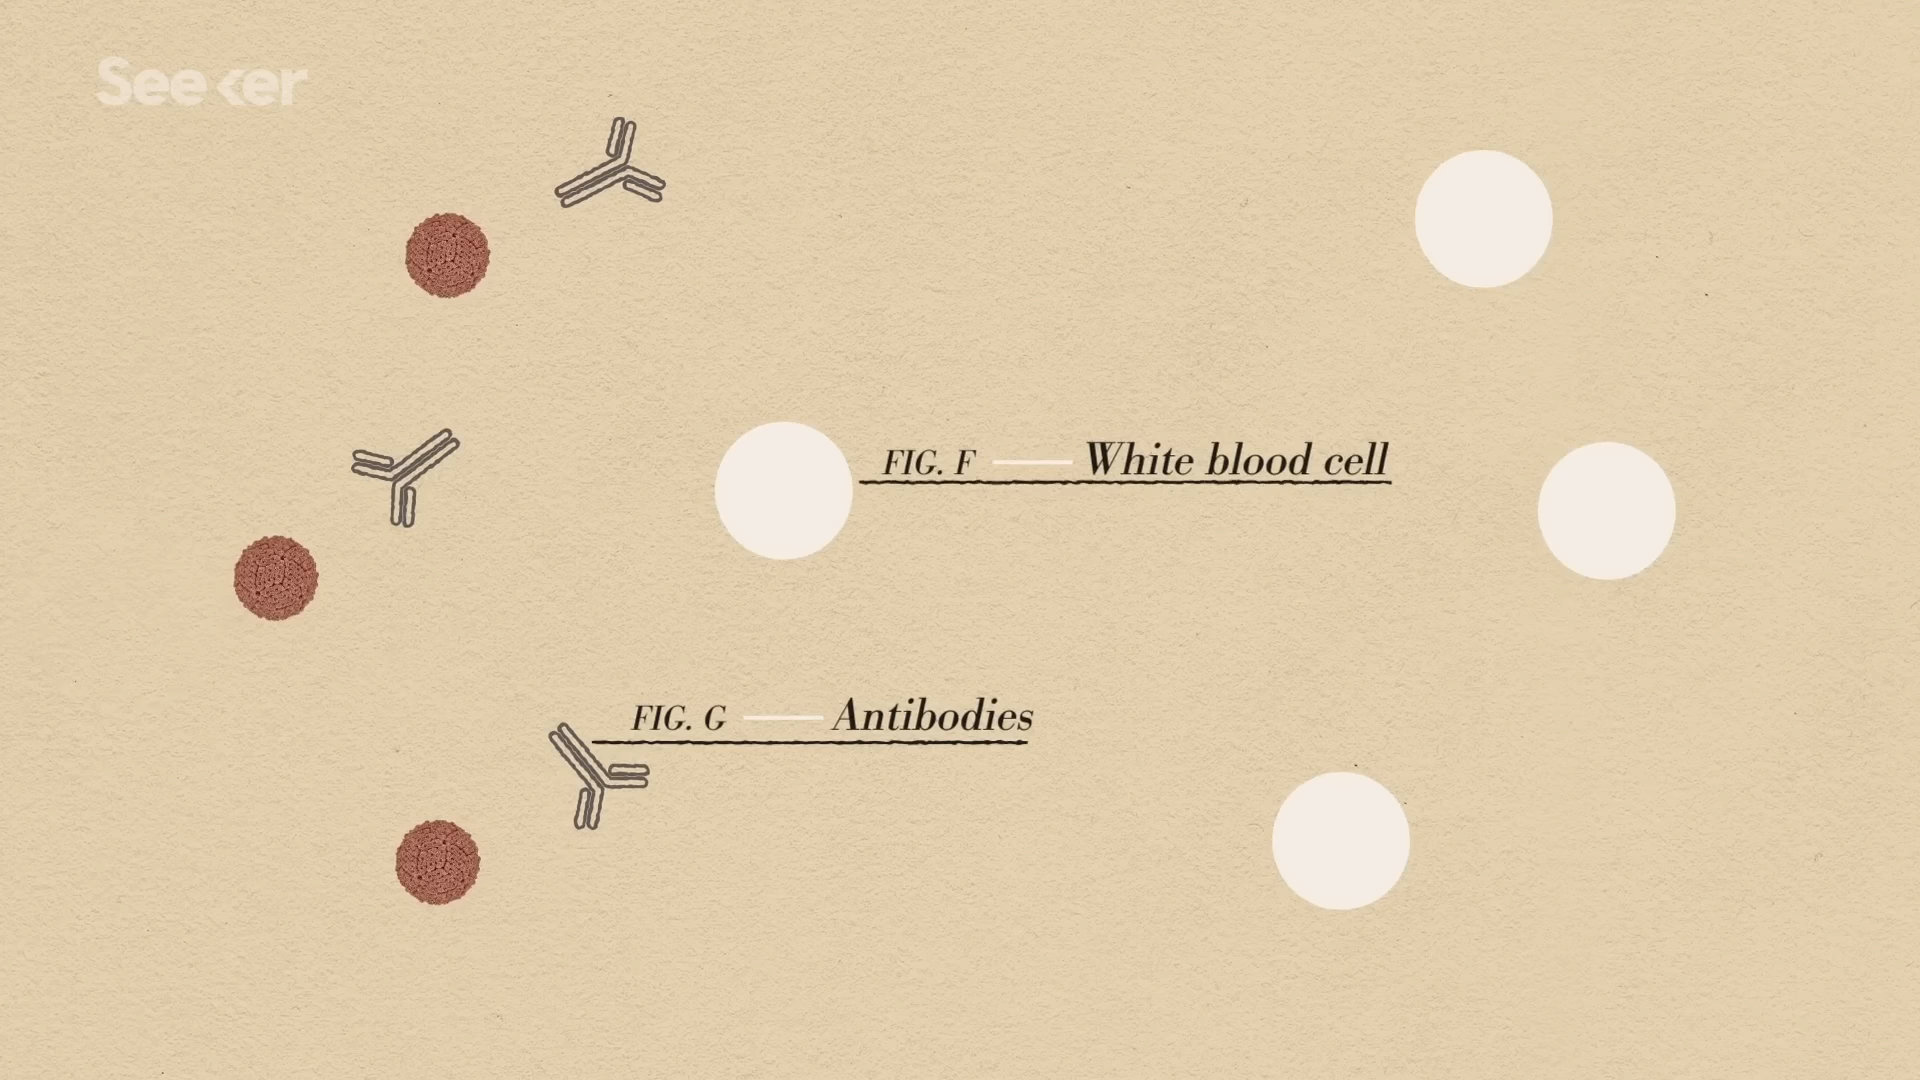 Seeker
FIG. F — White blood cell
FIG. G — Antibodies